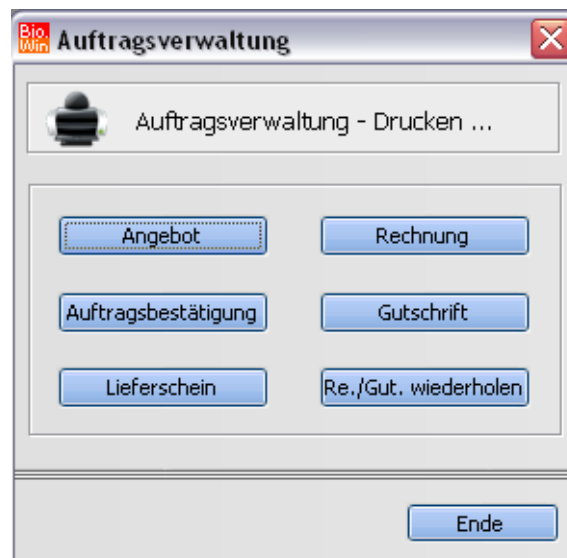 Bio.
Win
Auftragsverwaltung
Auftragsverwaltung - Drucken ...
Angebot
Rechnung
Auftragsbestätigung
Gutschrift
Lieferschein
Re./Gut. wiederholen
Ende